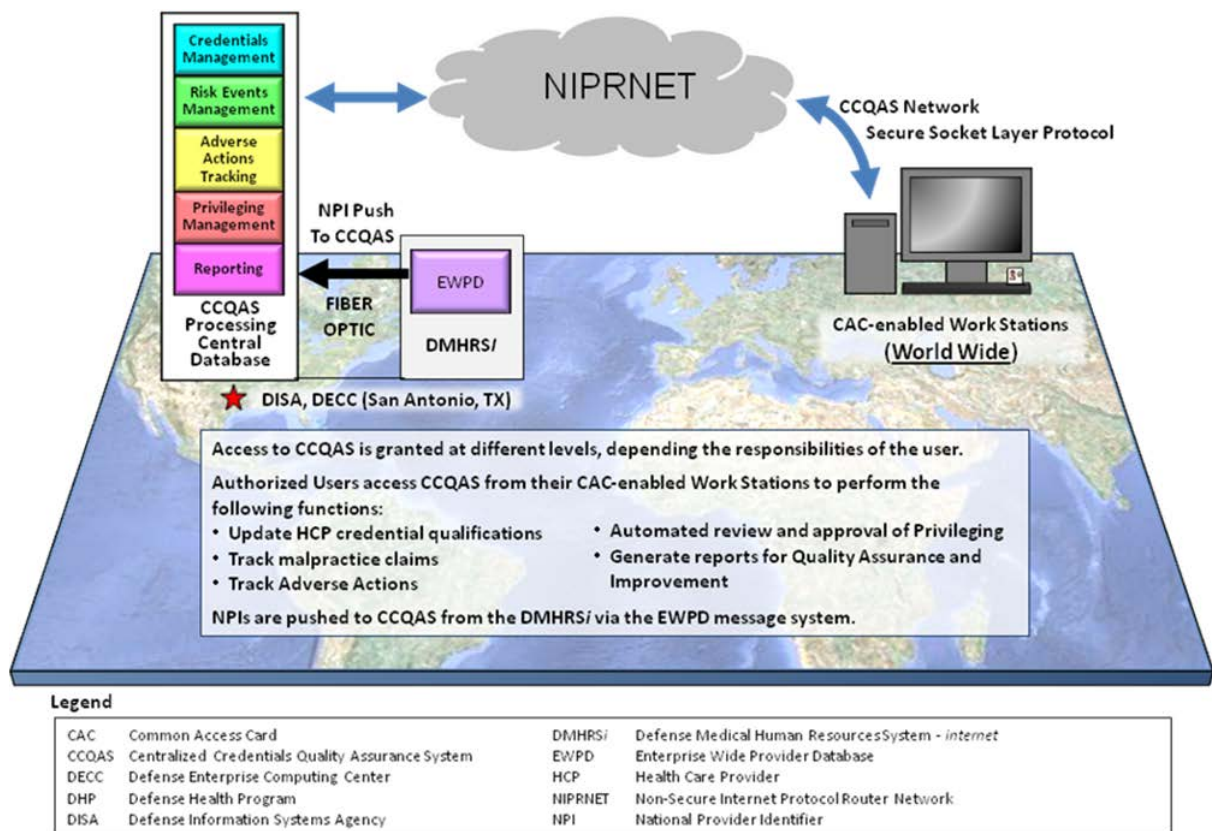 Credentials
Management
Risk Events
Management
Adverse
Actions
Tracking
Privileging
Management
Reporting
CCQAS
Processing
Central
Database
NIPRNET
CCQAS Network
Secure Socket Layer Protocol
NPI Push
To CCQAS
FIBER
OPTIC
EWPD
DMHRSi
CAC-enabled Work Stations
(World Wide)
DISA, DECC (San Antonio, TX)
Access to CCQAS is granted at different levels, depending the responsibilities of the user.
Authorized Users access CCQAS from their CAC-enabled Work Stations to perform the
following functions:
• Update HCP credential qualifications
• Track malpractice claims
• Track Adverse Actions
• Automated review and approval of Privileging
• Generate reports for Quality Assurance and
Improvement
NPIs are pushed to CCQAS from the DMHRSi via the EWPD message system.
Legend
CAC Common Access Card
CCQAS Centralized Credentials Quality Assurance System
DECC Defense Enterprise Computing Center
DHP Defense Health Program
DISA Defense Information Systems Agency
DMHRSi Defense Medical Human Resources System - internet
EWPD Enterprise Wide Provider Database
HCP Health Care Provider
NIPRNET Non-Secure Internet Protocol Router Network
NPI National Provider Identifier